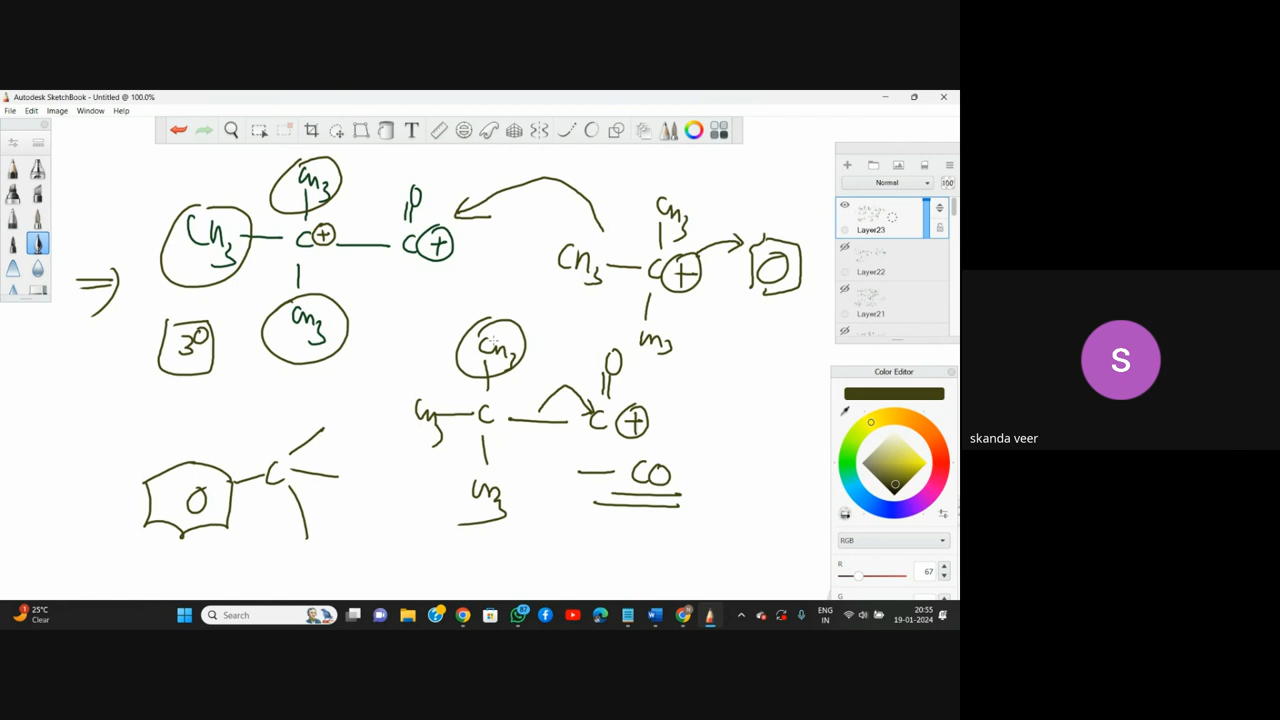 Autodesk SketchBook - Untitled @ 100.0%
File Edit Image Window Help
T
Normal 100
Layer23
Layer22
Layer21
Color Editor
RGB
R 67
CH3
CH3 — C + — C +
O
CH3
3O
CH3
CH3 — C +
CH3
O
CH3
O
CH3 — C — C +
CH3
— CO
O C
S
skanda veer
25°C
Clear
Search
ENG
IN
20:55
19-01-2024